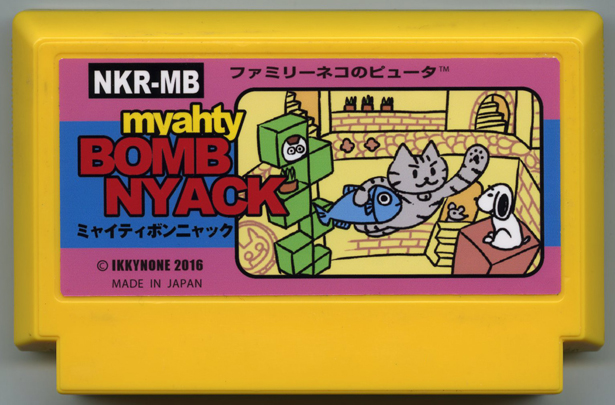 NKR-MB
ファミリーネコのピュータ™
myahty
BOMB
NYACK
ミャイティボンニャック
© IKKYNONE 2016
MADE IN JAPAN